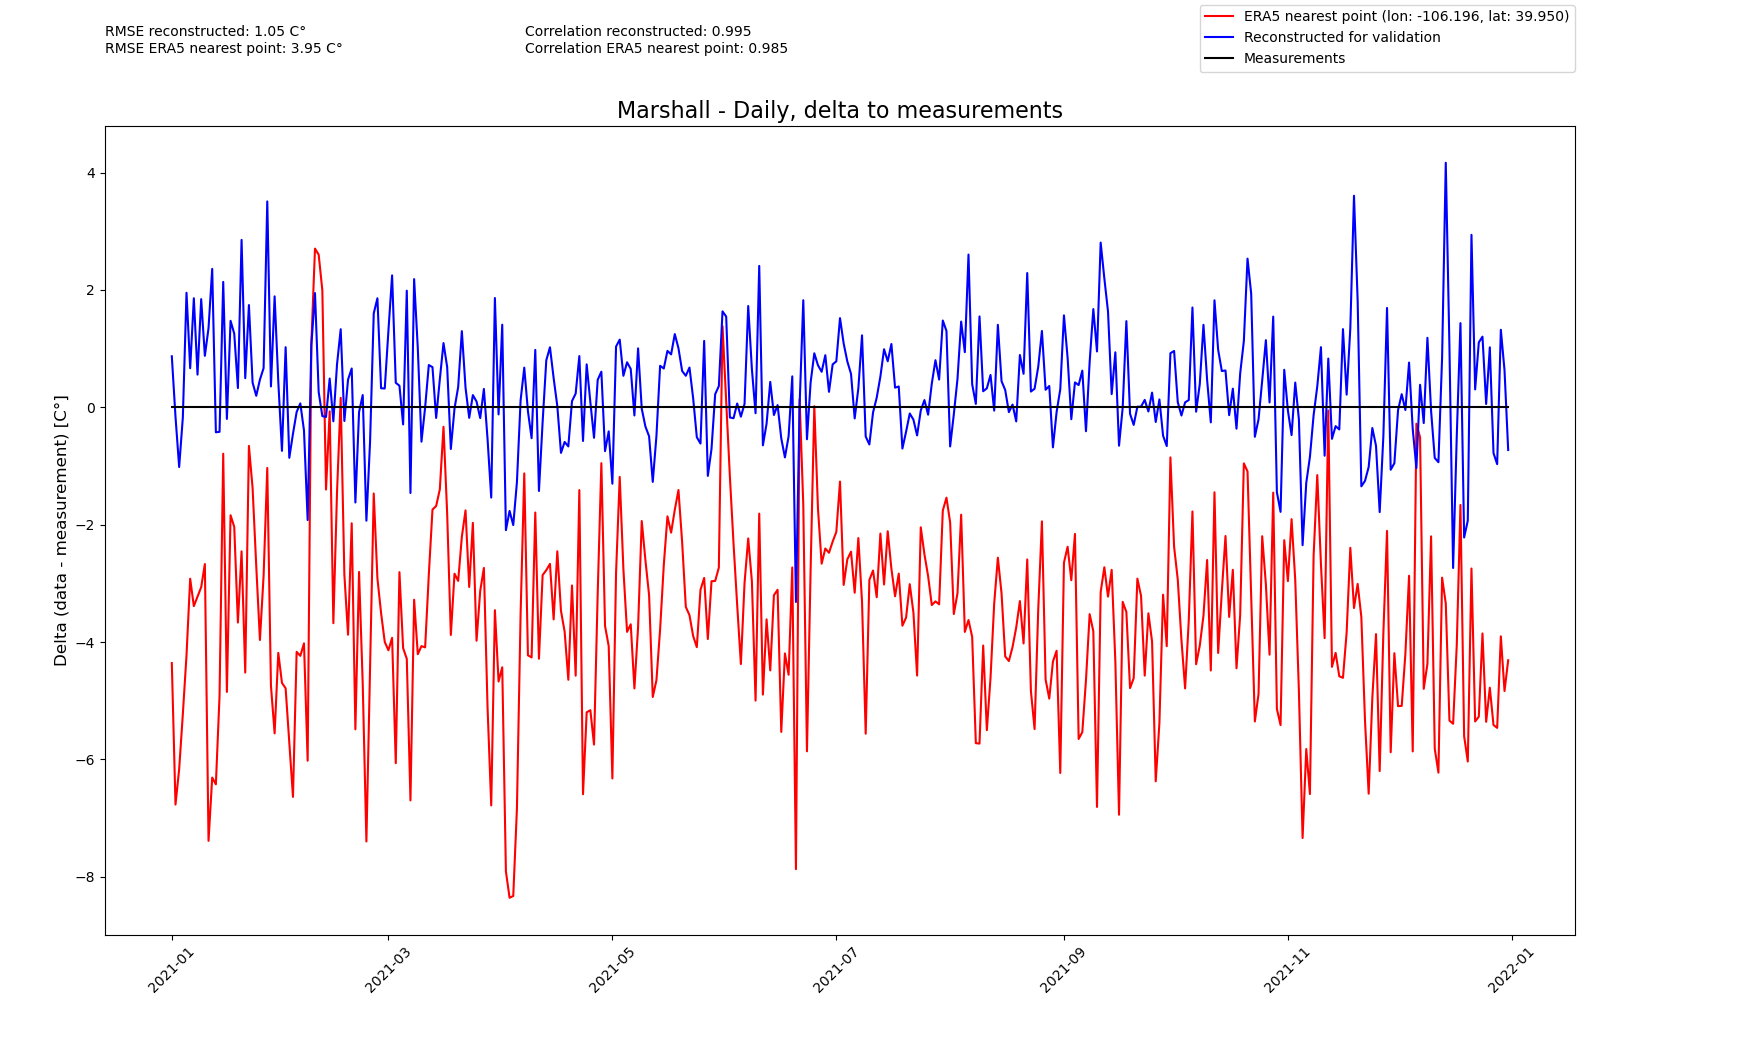 RMSE reconstructed: 1.05 C°
RMSE ERA5 nearest point: 3.95 C°
Correlation reconstructed: 0.995
Correlation ERA5 nearest point: 0.985
ERA5 nearest point (lon: -106.196, lat: 39.950)
Reconstructed for validation
Measurements
Marshall - Daily, delta to measurements
Delta (data - measurement) [C°]
4
2
0
−2
−4
−6
−8
2021-01
2021-03
2021-05
2021-07
2021-09
2021-11
2022-01